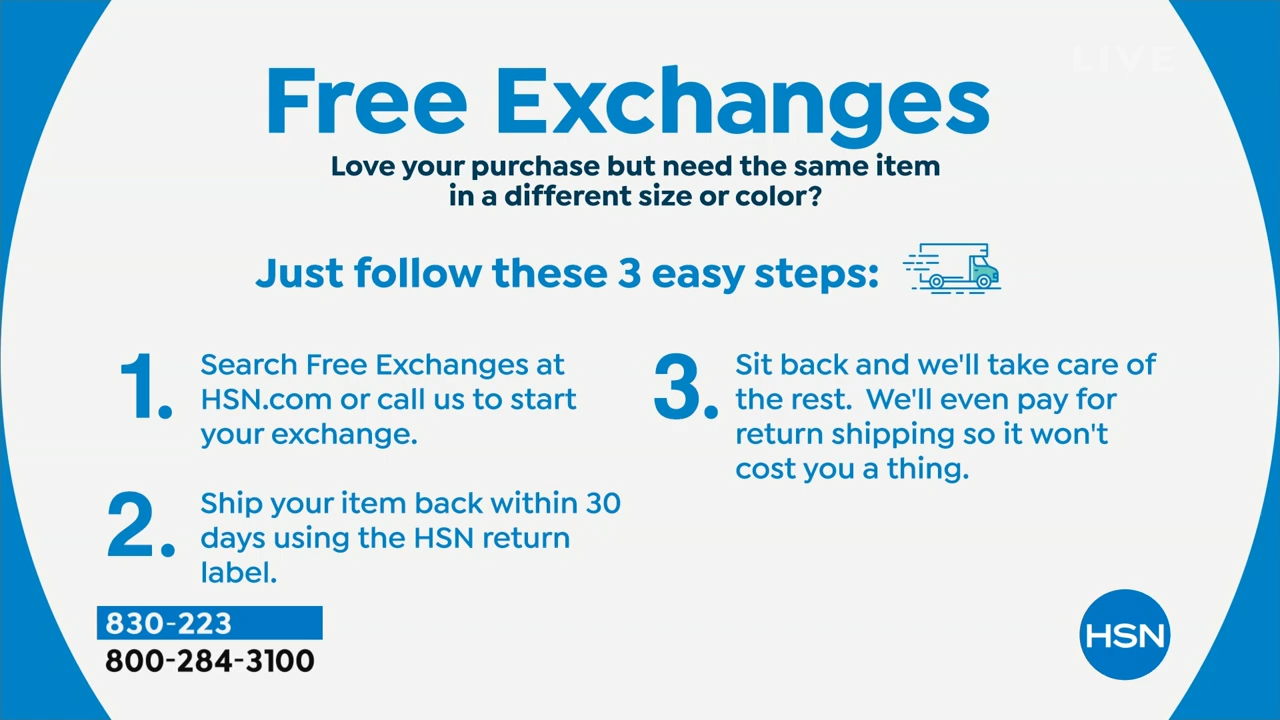 LIVE
Free Exchanges
Love your purchase but need the same item
in a different size or color?
Just follow these 3 easy steps:
1. Search Free Exchanges at
HSN.com or call us to start
your exchange.
2. Ship your item back within 30
days using the HSN return
label.
3. Sit back and we'll take care of
the rest. We'll even pay for
return shipping so it won't
cost you a thing.
830-223
800-284-3100
HSN